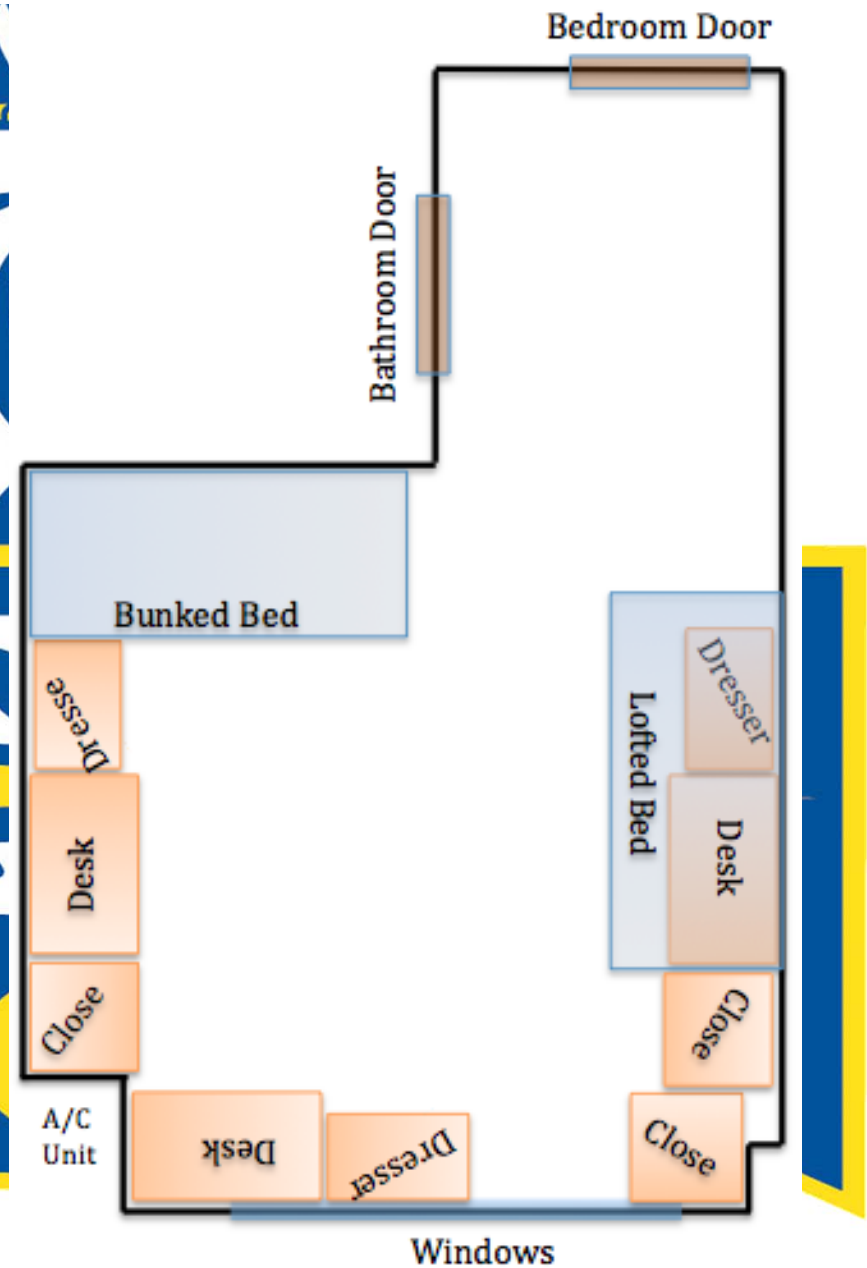 Bedroom Door
Bathroom Door
Bunked Bed
Dresse
Desk
Close
Dresser
Lofted Bed
Desk
Close
A/C
Unit
Desk
Dresser
Close
Windows